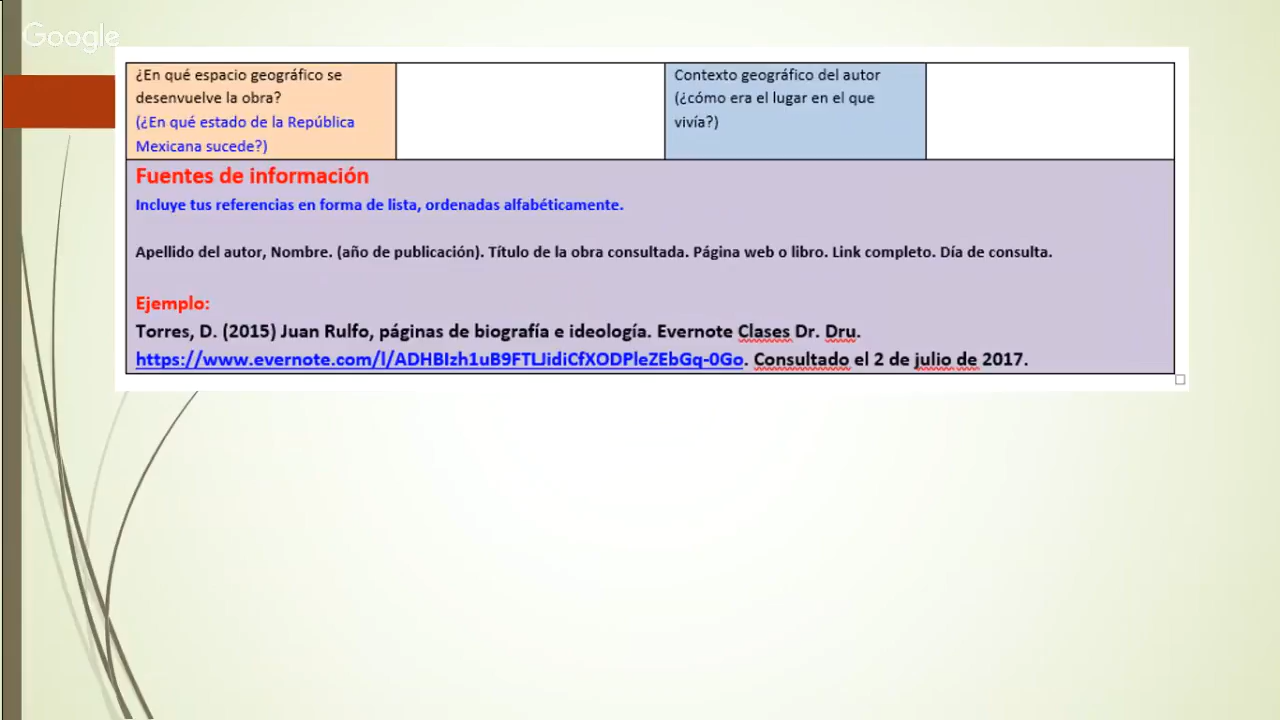 Google
¿En qué espacio geográfico se
desenvuelve la obra?
(¿En qué estado de la República
Mexicana sucede?)
Contexto geográfico del autor
(¿cómo era el lugar en el que
vivía?)
Fuentes de información
Incluye tus referencias en forma de lista, ordenadas alfabéticamente.
Apellido del autor, Nombre. (año de publicación). Título de la obra consultada. Página web o libro. Link completo. Día de consulta.
Ejemplo:
Torres, D. (2015) Juan Rulfo, páginas de biografía e ideología. Evernote Clases Dr. Dru.
https://www.evernote.com/l/ADHBIzh1uB9FTLJidiCfXODPleZEbGq-0Go. Consultado el 2 de julio de 2017.